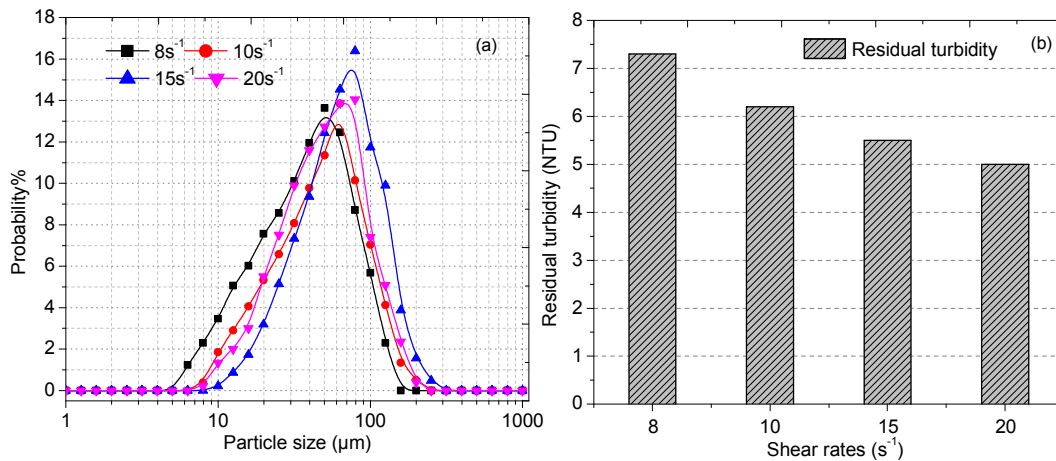 18
16
14
12
10
8
6
4
2
0
Probability%
8s⁻¹ 10s⁻¹
15s⁻¹ 20s⁻¹
(a)
1 10 100 1000
Particle size (µm)
8
7
6
5
4
3
2
1
0
Residual turbidity (NTU)
Residual turbidity
(b)
8 10 15 20
Shear rates (s⁻¹)